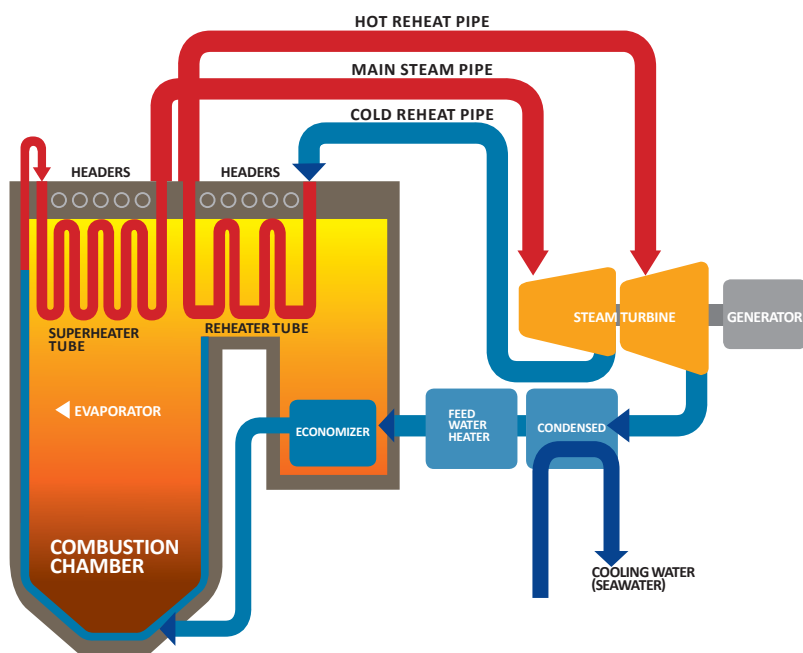 HOT REHEAT PIPE
MAIN STEAM PIPE
COLD REHEAT PIPE
HEADERS
HEADERS
STEAM TURBINE
GENERATOR
SUPERHEATER
TUBE
REHEATER TUBE
EVAPORATOR
ECONOMIZER
FEED
WATER
HEATER
CONDENSED
COMBUSTION
CHAMBER
COOLING WATER
(SEAWATER)